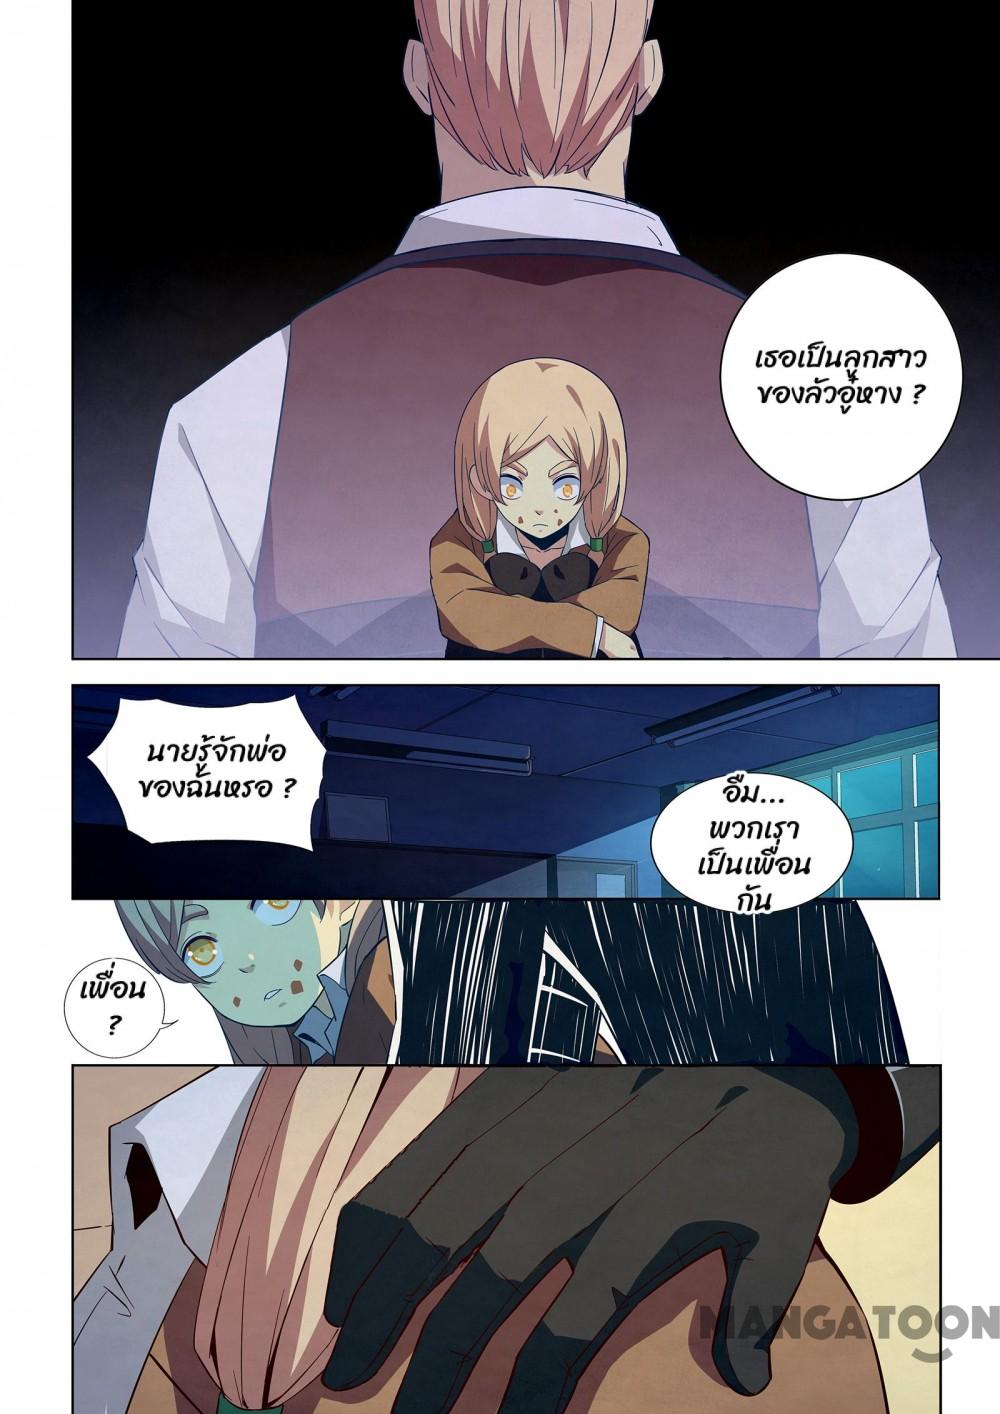 เธอเป็นลูกสาว
ของลัวอู๋หาง ?
นายรู้จักพ่อ
ของฉันหรอ ?
อืม...
พวกเรา
เป็นเพื่อน
กัน
เพื่อน
?
MANGATOON